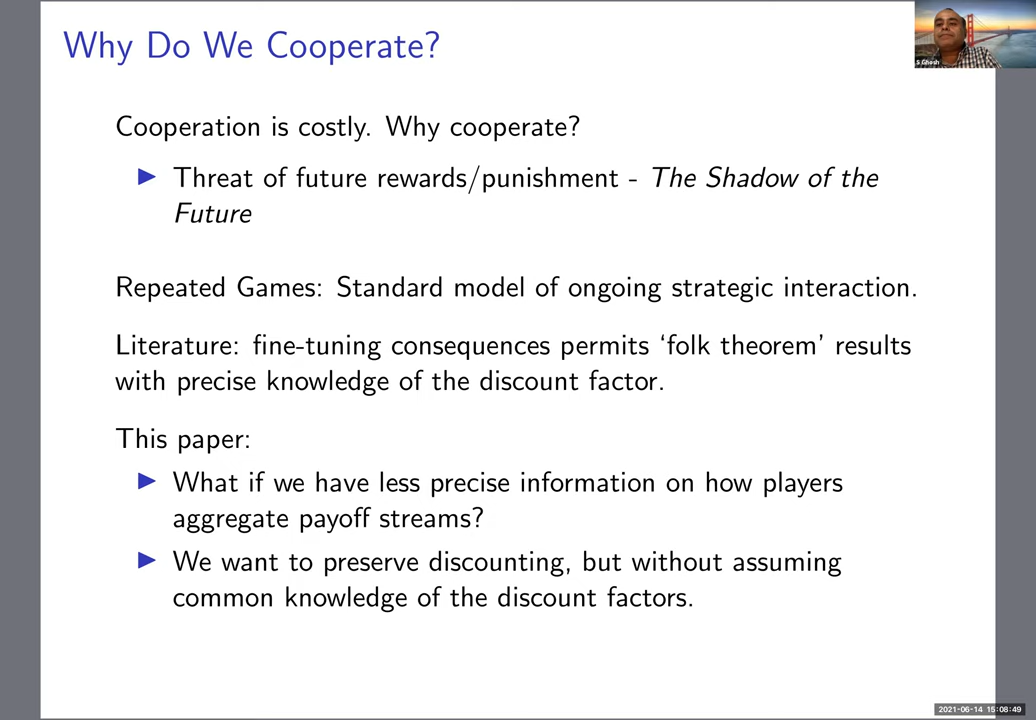 Why Do We Cooperate?
S Ghosh
Cooperation is costly. Why cooperate?
Threat of future rewards/punishment - The Shadow of the
Future
Repeated Games: Standard model of ongoing strategic interaction.
Literature: fine-tuning consequences permits ‘folk theorem’ results
with precise knowledge of the discount factor.
This paper:
What if we have less precise information on how players
aggregate payoff streams?
We want to preserve discounting, but without assuming
common knowledge of the discount factors.
2021-06-14 15:08:49